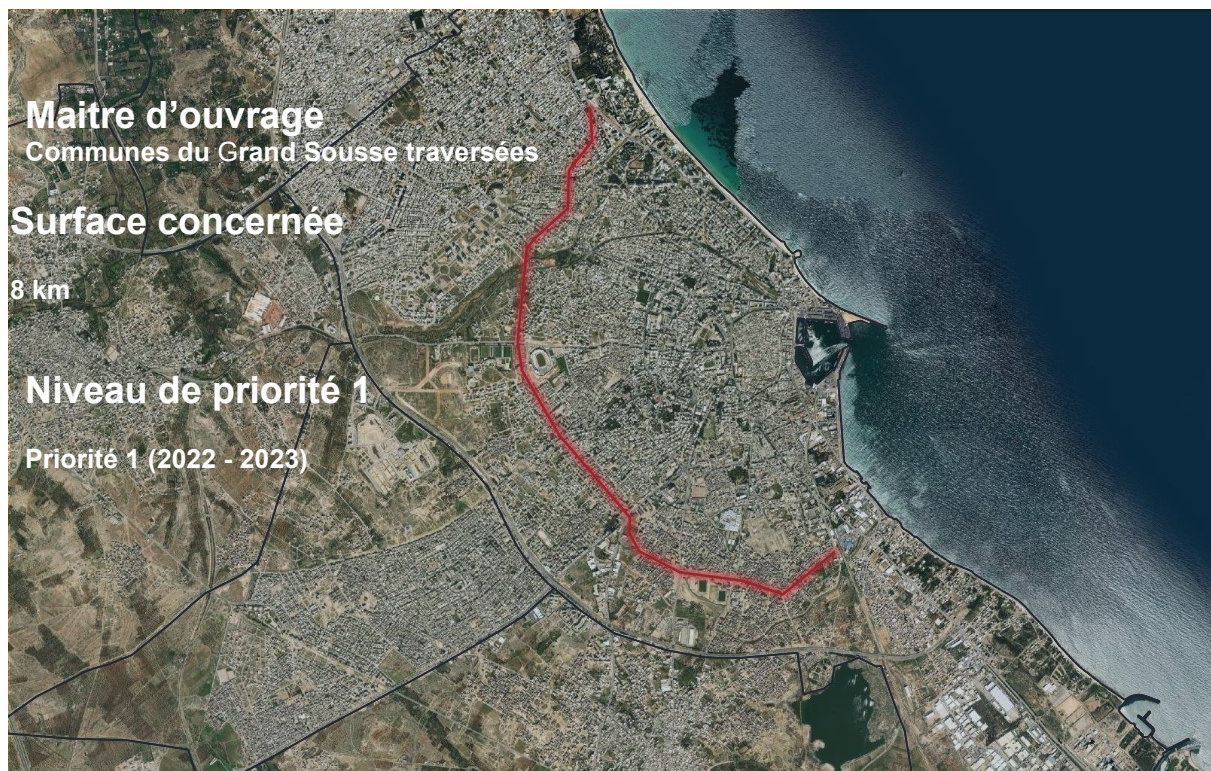 Maitre d’ouvrage
Communes du Grand Sousse traversées
Surface concernée
8 km
Niveau de priorité 1
Priorité 1 (2022 - 2023)